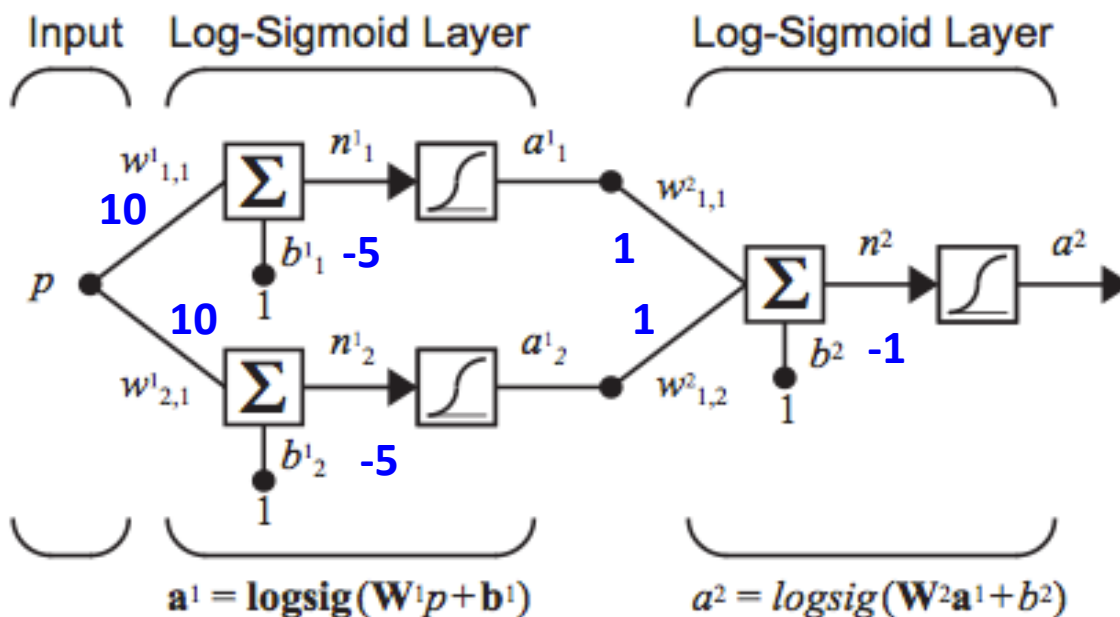 Input Log-Sigmoid Layer Log-Sigmoid Layer
w¹1,1 n¹1 a¹1 w²1,1
10 Σ
b¹1 -5 1 n² a²
p 1 Σ
10 n¹2 a¹2 1 b² -1
w¹2,1 Σ w²1,2 1
b¹2 -5
1
a¹ = logsig(W¹p+b¹) a² = logsig(W²a¹+b²)